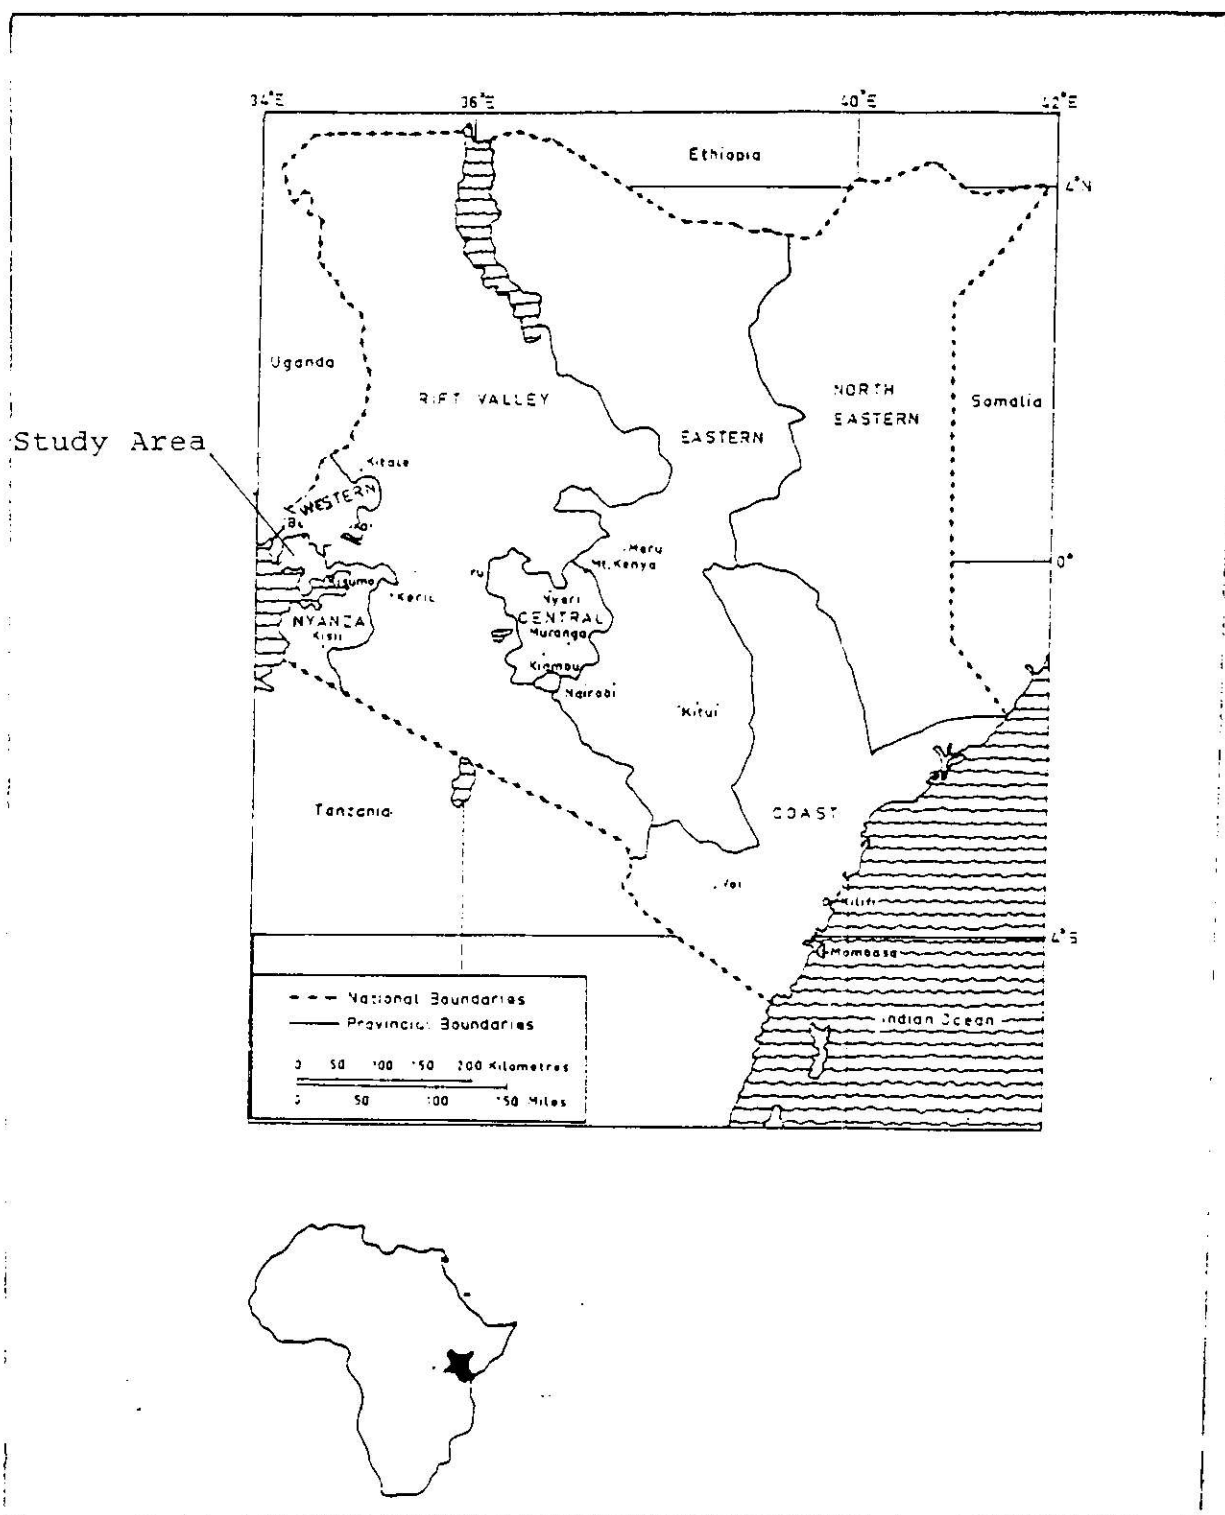 34°E 36°E 40°E 42°E
Ethiopia
4°N
Uganda
RIFT VALLEY
NORTH
EASTERN
Somalia
EASTERN
Study Area
Kitale
WESTERN
Meru
Mt. Kenya
0°
Kisumu
Nyeri
NYANZA
CENTRAL
Kisii
Muranga
Kiambu
Nairobi
Kitui
Tanzania
COAST
Kilifi
4°S
Mombasa
National Boundaries
Indian Ocean
Provincial Boundaries
0 50 100 150 200 Kilometres
0 50 100 150 Miles